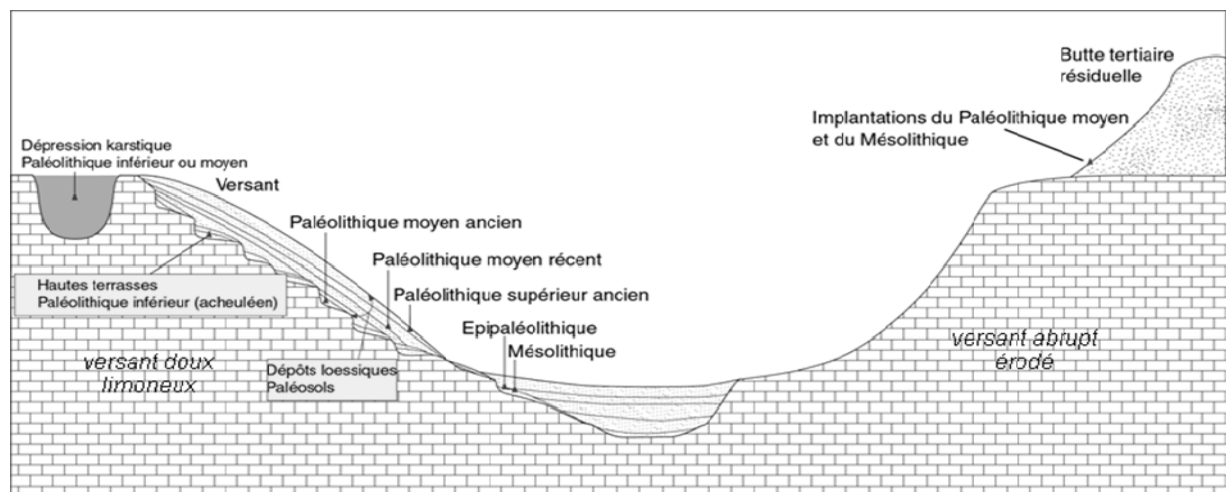 Butte tertiaire
résiduelle
Implantations du Paléolithique moyen
et du Mésolithique
Dépression karstique
Paléolithique inférieur ou moyen
Versant
Paléolithique moyen ancien
Paléolithique moyen récent
Hautes terrasses
Paléolithique inférieur (acheuléen)
Paléolithique supérieur ancien
Epipaléolithique
Mésolithique
versant doux
limoneux
Dépôts loessiques
Paléosols
versant abrupt
érodé